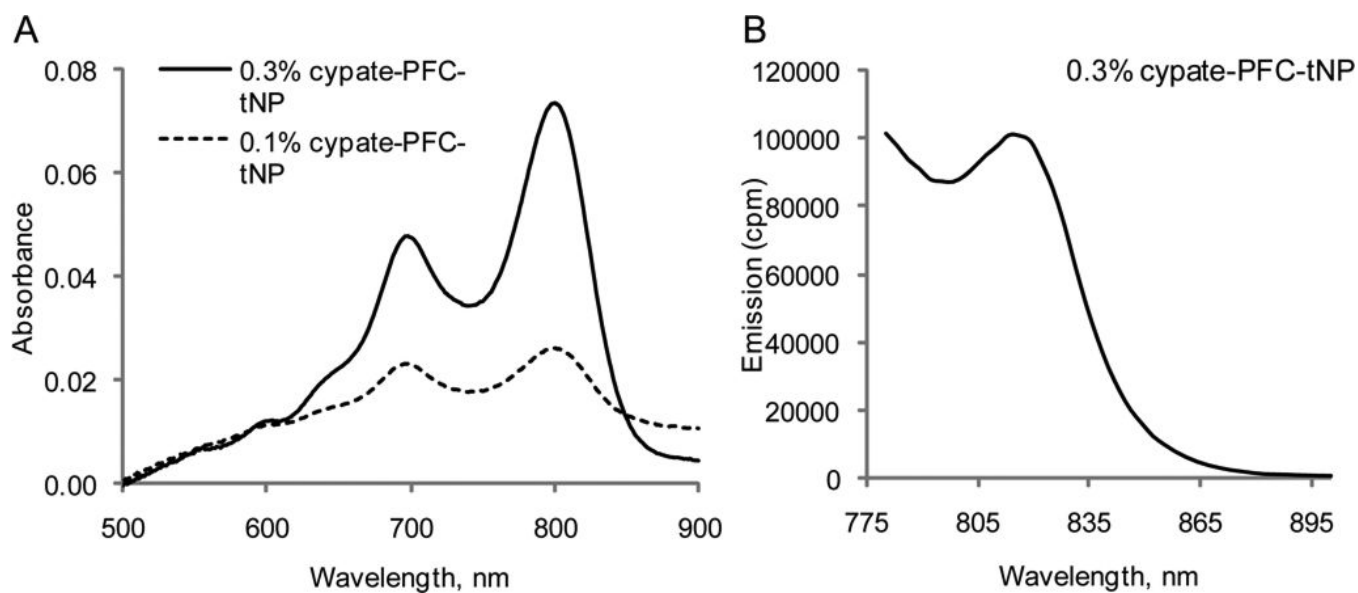 A
0.3% cypate-PFC-
tNP
0.1% cypate-PFC-
tNP
0.08
0.06
0.04
0.02
0.00
Absorbance
500 600 700 800 900
Wavelength, nm
B
0.3% cypate-PFC-tNP
120000
100000
80000
60000
40000
20000
0
Emission (cpm)
775 805 835 865 895
Wavelength, nm